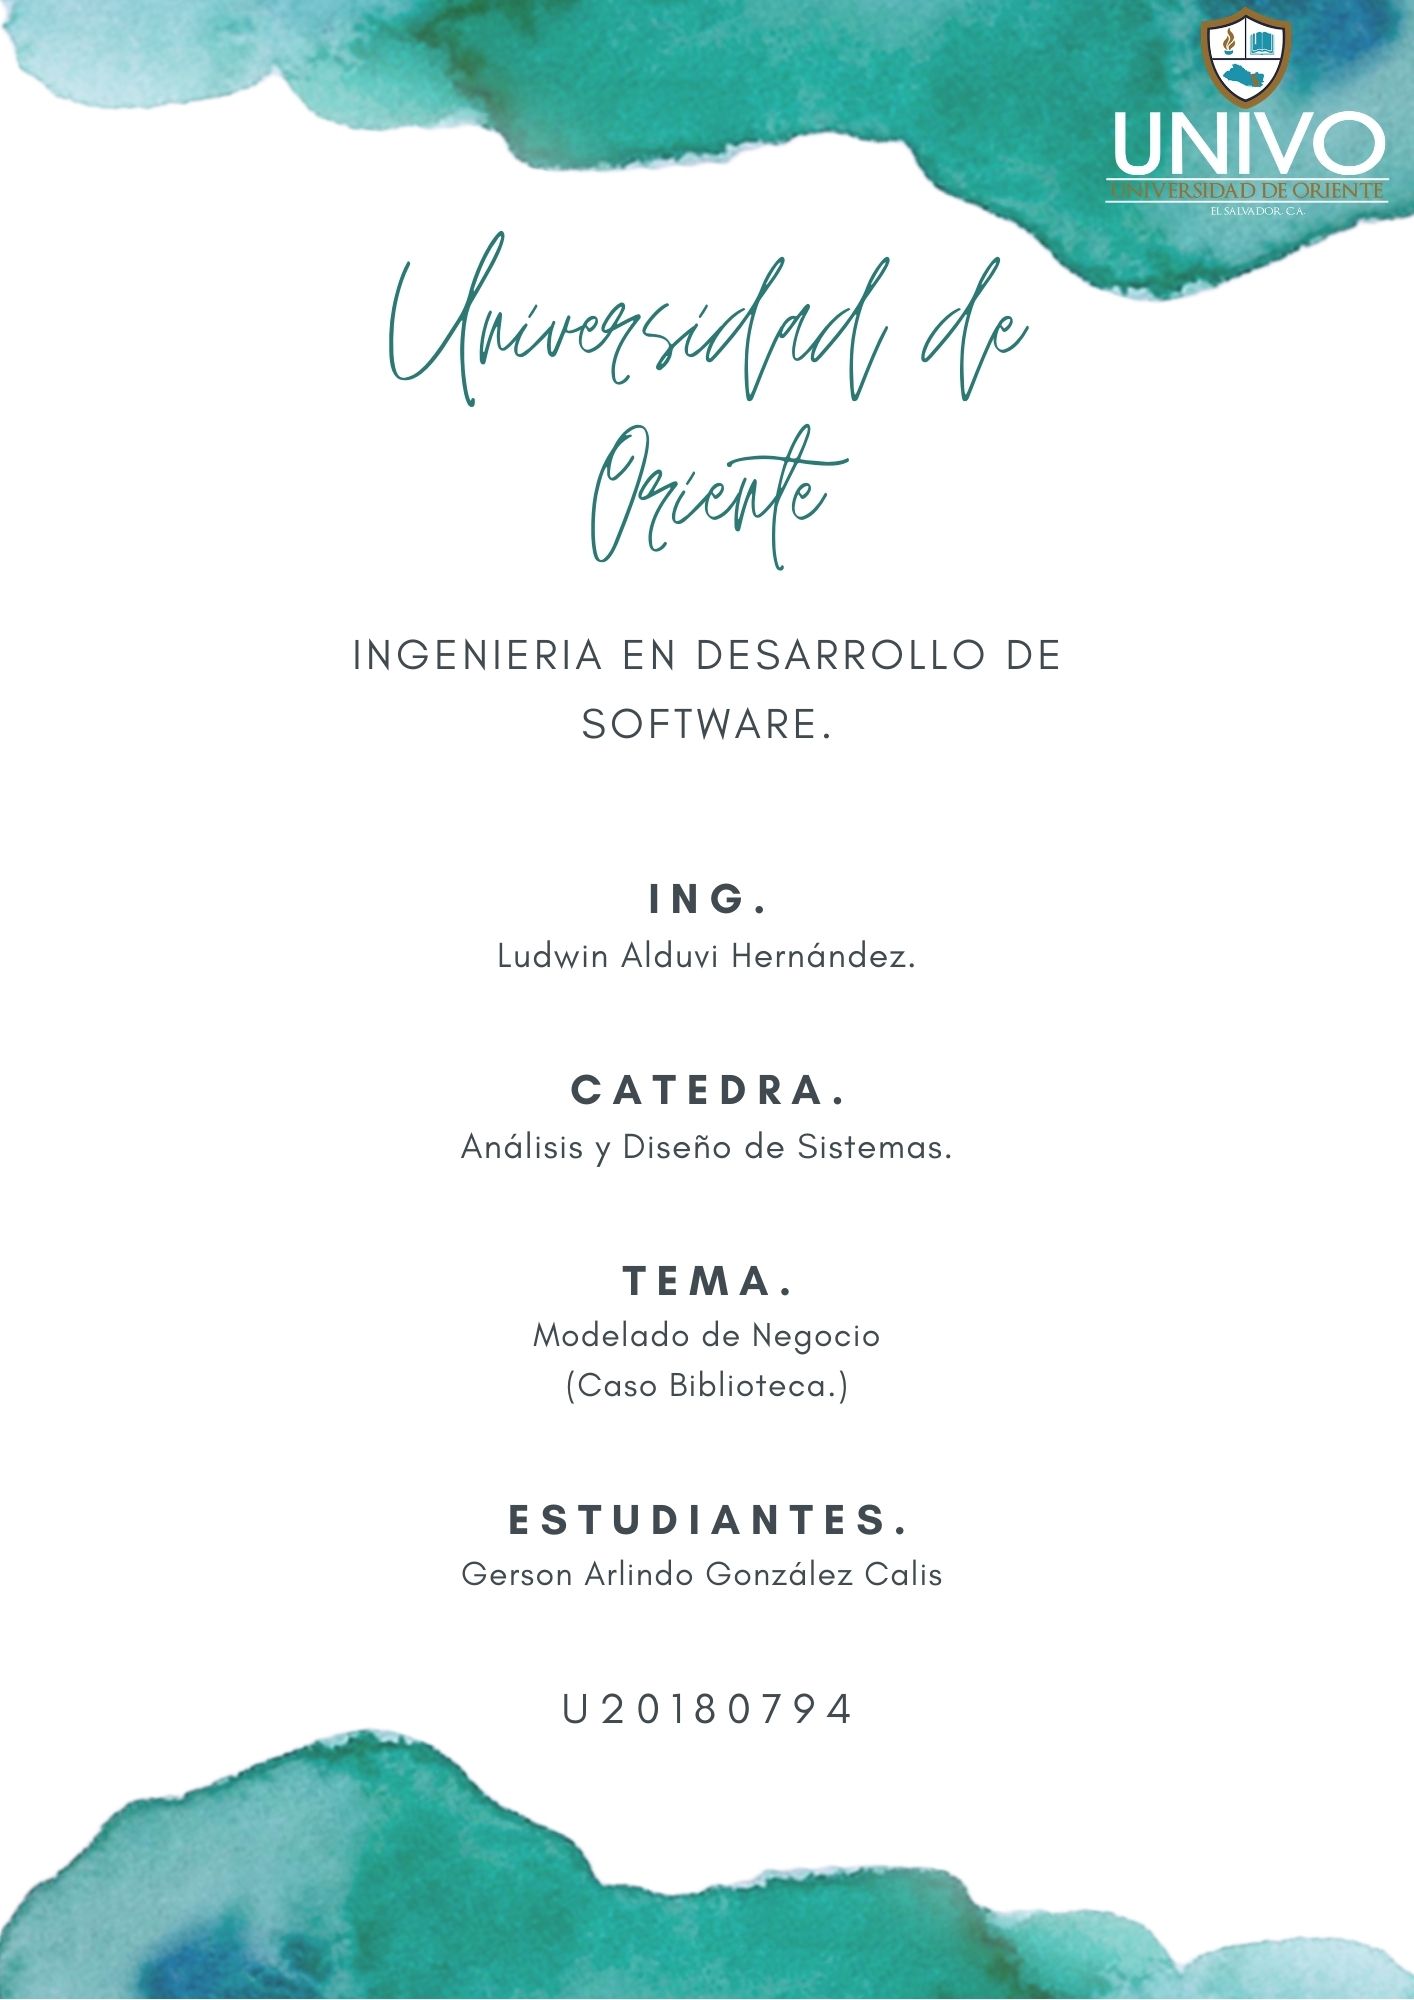 UNIVO
UNIVERSIDAD DE ORIENTE
EL SALVADOR, C.A.
Universidad de
Oriente
INGENIERIA EN DESARROLLO DE
SOFTWARE.
ING.
Ludwin Alduvi Hernández.
CATEDRA.
Análisis y Diseño de Sistemas.
TEMA.
Modelado de Negocio
(Caso Biblioteca.)
ESTUDIANTES.
Gerson Arlindo González Calis
U20180794